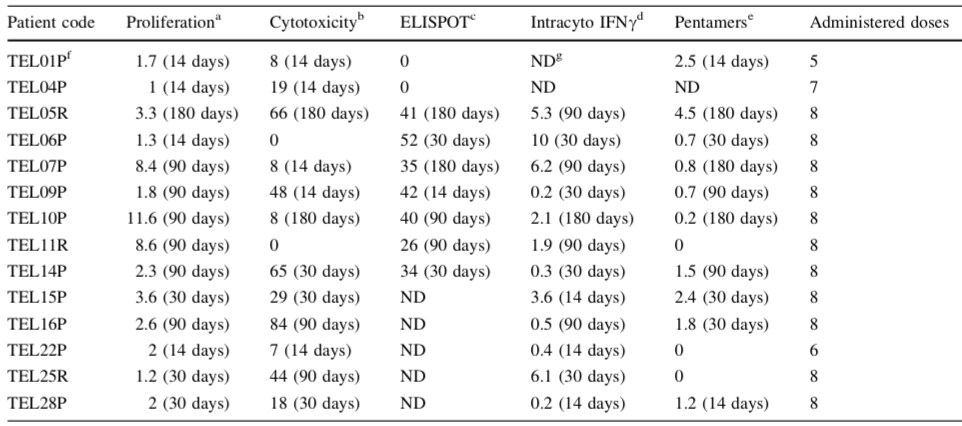 Patient code Proliferationᵃ Cytotoxicityᵇ ELISPOTᶜ Intracyto IFNγᵈ Pentamersᵉ Administered doses
TEL01Pᶠ 1.7 (14 days) 8 (14 days) 0 NDᵍ 2.5 (14 days) 5
TEL04P 1 (14 days) 19 (14 days) 0 ND ND 7
TEL05R 3.3 (180 days) 66 (180 days) 41 (180 days) 5.3 (90 days) 4.5 (180 days) 8
TEL06P 1.3 (14 days) 0 52 (30 days) 10 (30 days) 0.7 (30 days) 8
TEL07P 8.4 (90 days) 8 (14 days) 35 (180 days) 6.2 (90 days) 0.8 (180 days) 8
TEL09P 1.8 (90 days) 48 (14 days) 42 (14 days) 0.2 (30 days) 0.7 (90 days) 8
TEL10P 11.6 (90 days) 8 (180 days) 40 (90 days) 2.1 (180 days) 0.2 (180 days) 8
TEL11R 8.6 (90 days) 0 26 (90 days) 1.9 (90 days) 0 8
TEL14P 2.3 (90 days) 65 (30 days) 34 (30 days) 0.3 (30 days) 1.5 (90 days) 8
TEL15P 3.6 (30 days) 29 (30 days) ND 3.6 (14 days) 2.4 (30 days) 8
TEL16P 2.6 (90 days) 84 (90 days) ND 0.5 (90 days) 1.8 (30 days) 8
TEL22P 2 (14 days) 7 (14 days) ND 0.4 (14 days) 0 6
TEL25R 1.2 (30 days) 44 (90 days) ND 6.1 (30 days) 0 8
TEL28P 2 (30 days) 18 (30 days) ND 0.2 (14 days) 1.2 (14 days) 8